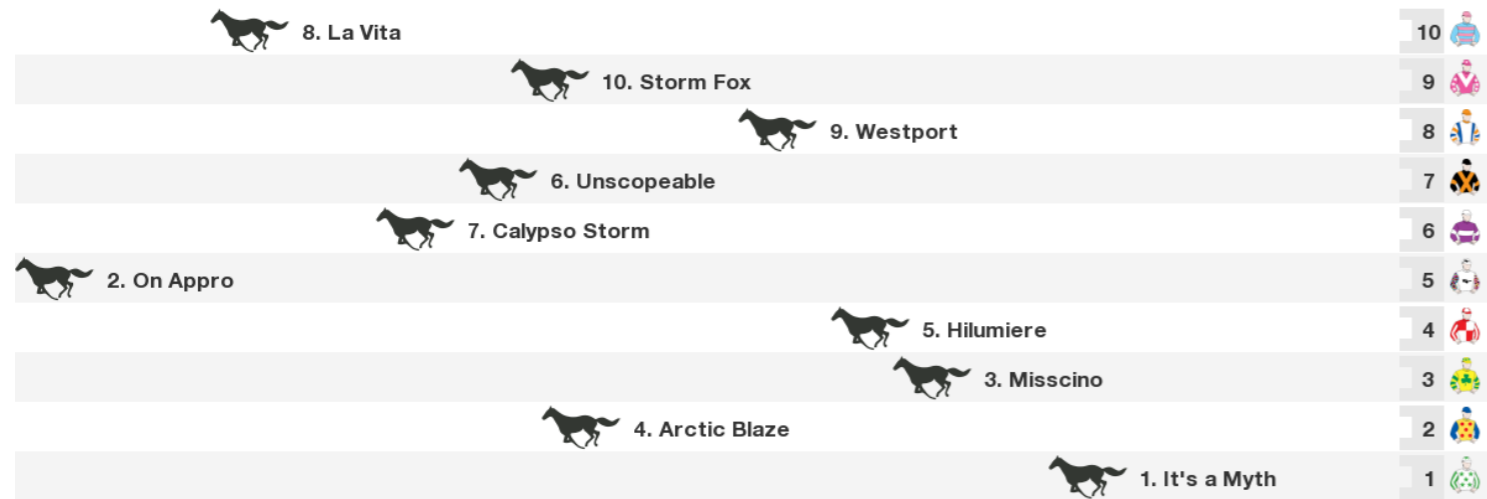 8. La Vita 10
10. Storm Fox 9
9. Westport 8
6. Unscopeable 7
7. Calypso Storm 6
2. On Appro 5
5. Hilumiere 4
3. Misscino 3
4. Arctic Blaze 2
1. It's a Myth 1